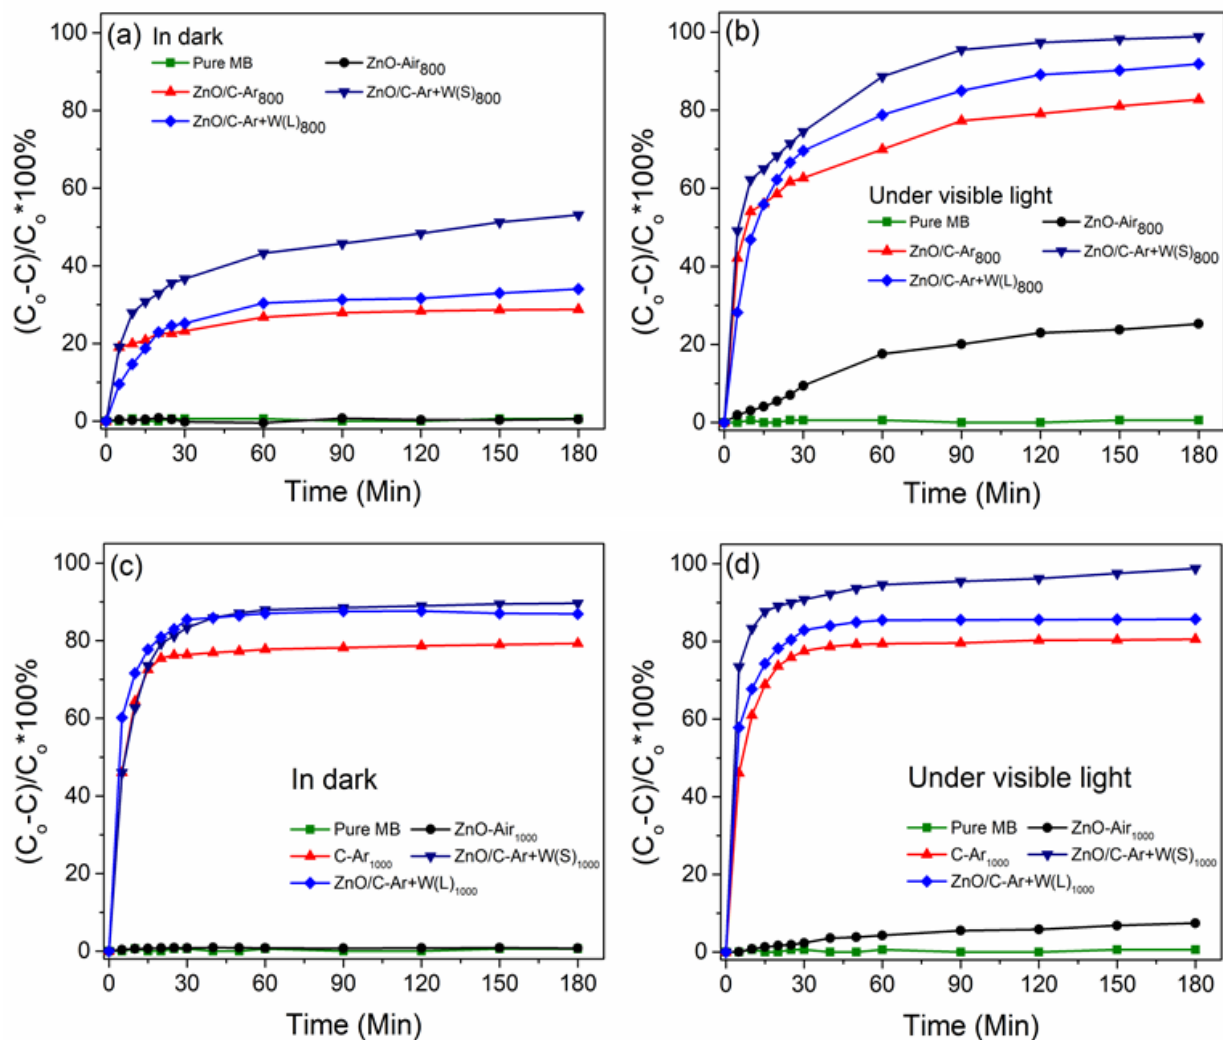 (a) In dark
Pure MB ZnO-Air800
ZnO/C-Ar800 ZnO/C-Ar+W(S)800
ZnO/C-Ar+W(L)800
100
80
60
40
20
0
0 30 60 90 120 150 180
Time (Min)
(Co-C)/Co *100%
(b)
Under visible light
Pure MB ZnO-Air800
ZnO/C-Ar800 ZnO/C-Ar+W(S)800
ZnO/C-Ar+W(L)800
100
80
60
40
20
0
0 30 60 90 120 150 180
Time (Min)
(Co-C)/Co *100%
(c)
In dark
Pure MB ZnO-Air1000
C-Ar1000 ZnO/C-Ar+W(S)1000
ZnO/C-Ar+W(L)1000
100
80
60
40
20
0
0 30 60 90 120 150 180
Time (Min)
(Co-C)/Co *100%
(d)
Under visible light
Pure MB ZnO-Air1000
C-Ar1000 ZnO/C-Ar+W(S)1000
ZnO/C-Ar+W(L)1000
100
80
60
40
20
0
0 30 60 90 120 150 180
Time (Min)
(Co-C)/Co *100%